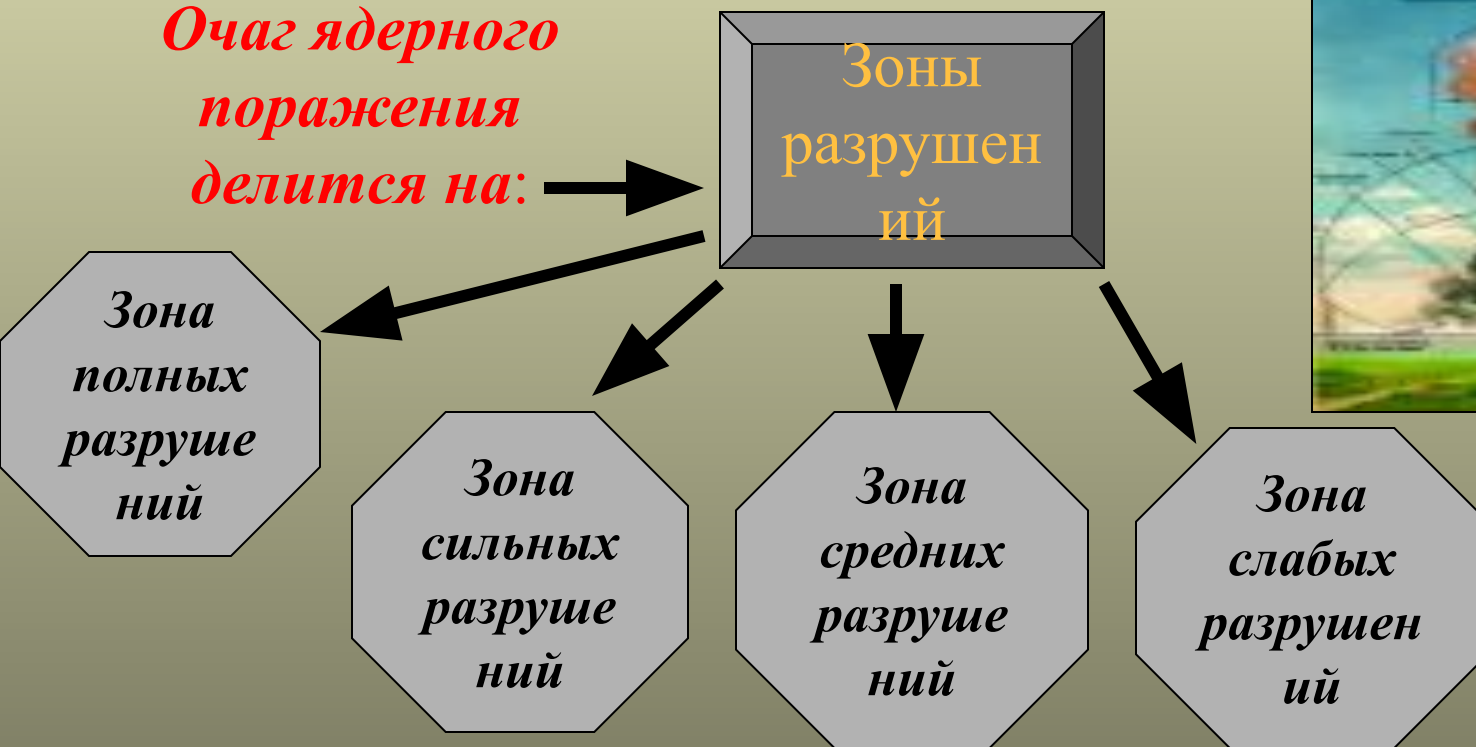 Очаг ядерного
поражения
делится на:
Зоны
разрушен
ий
Зона
полных
разруше
ний
Зона
сильных
разруше
ний
Зона
средних
разруше
ний
Зона
слабых
разрушен
ий